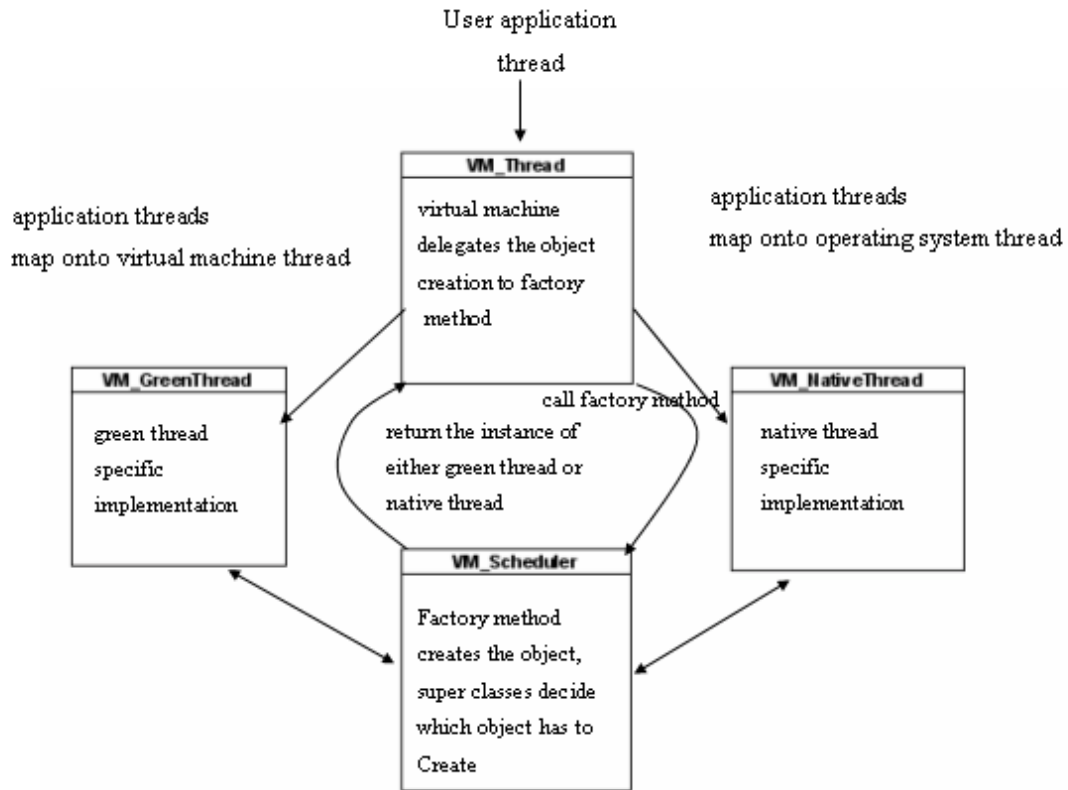 User application
thread
VM_Thread
virtual machine
delegates the object
creation to factory
method
application threads
map onto virtual machine thread
application threads
map onto operating system thread
VM_GreenThread
green thread
specific
implementation
call factory method
return the instance of
either green thread or
native thread
VM_NativeThread
native thread
specific
implementation
VM_Scheduler
Factory method
creates the object,
super classes decide
which object has to
Create